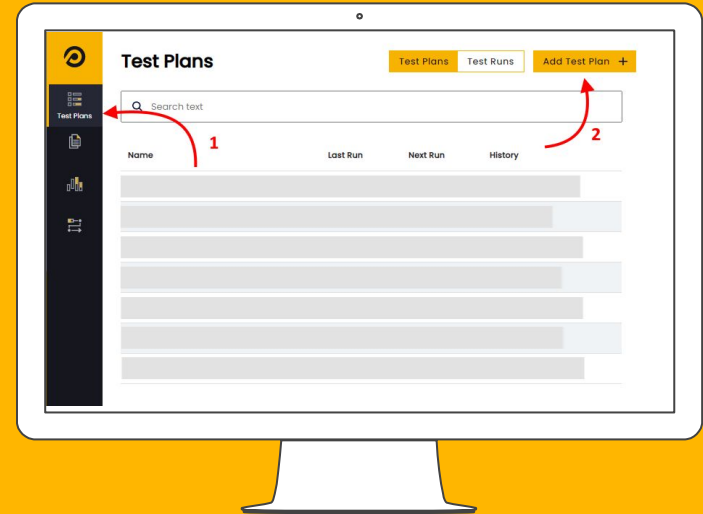 Test Plans
Test Plans
Test Runs
Add Test Plan +
Test Plans
Search text
1
2
Name
Last Run
Next Run
History